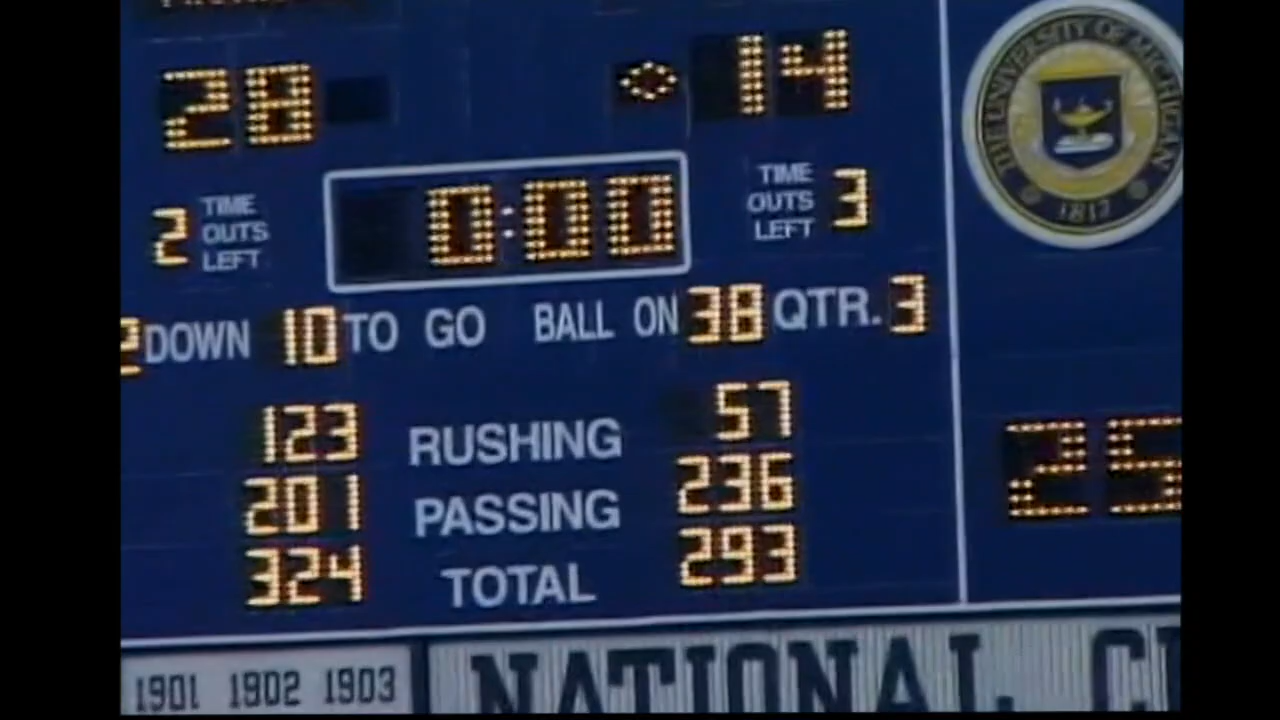 28 14
2 TIME OUTS LEFT 0:00 TIME OUTS LEFT 3
2 DOWN 10 TO GO BALL ON 38 QTR. 3
123 RUSHING 57
201 PASSING 236
324 TOTAL 293
THE UNIVERSITY OF MICHIGAN
1817
25
1901 1902 1903
NATIONAL